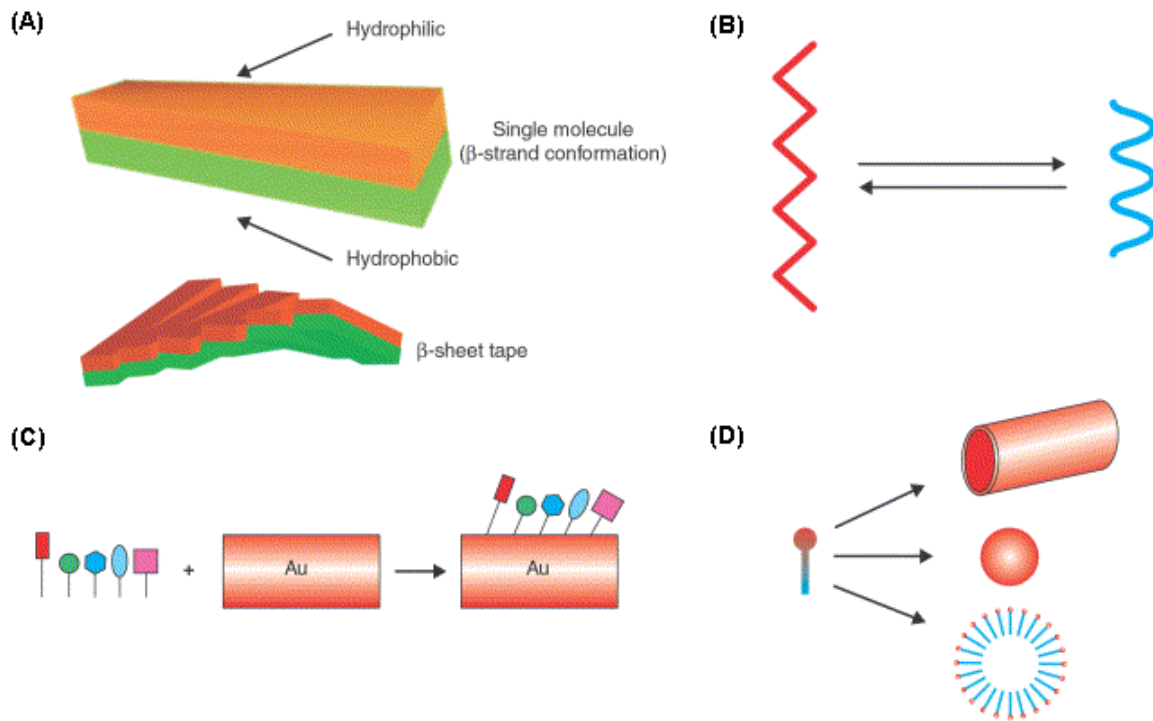 (A)
Hydrophilic
Single molecule
(β-strand conformation)
Hydrophobic
β-sheet tape
(B)
(C)
+
Au
Au
(D)